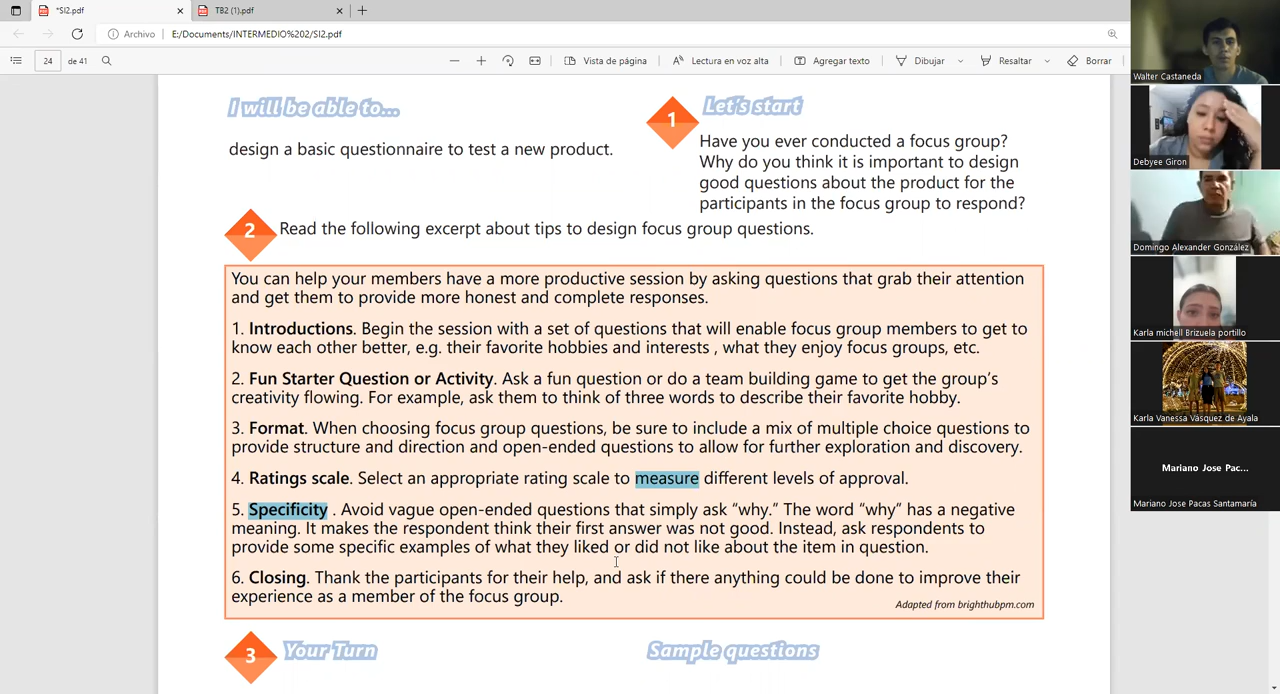 *SI2.pdf
TB2 (1).pdf
Archivo
E:/Documents/INTERMEDIO%202/SI2.pdf
24
de 41
Vista de página
Lectura en voz alta
Agregar texto
Dibujar
Resaltar
Borrar
I will be able to...
design a basic questionnaire to test a new product.
1
Let's start
Have you ever conducted a focus group?
Why do you think it is important to design
good questions about the product for the
participants in the focus group to respond?
2
Read the following excerpt about tips to design focus group questions.
You can help your members have a more productive session by asking questions that grab their attention
and get them to provide more honest and complete responses.
1. Introductions. Begin the session with a set of questions that will enable focus group members to get to
know each other better, e.g. their favorite hobbies and interests , what they enjoy focus groups, etc.
2. Fun Starter Question or Activity. Ask a fun question or do a team building game to get the group's
creativity flowing. For example, ask them to think of three words to describe their favorite hobby.
3. Format. When choosing focus group questions, be sure to include a mix of multiple choice questions to
provide structure and direction and open-ended questions to allow for further exploration and discovery.
4. Ratings scale. Select an appropriate rating scale to measure different levels of approval.
5. Specificity . Avoid vague open-ended questions that simply ask “why.” The word “why” has a negative
meaning. It makes the respondent think their first answer was not good. Instead, ask respondents to
provide some specific examples of what they liked or did not like about the item in question.
6. Closing. Thank the participants for their help, and ask if there anything could be done to improve their
experience as a member of the focus group.
Adapted from brighthubpm.com
3
Your Turn
Sample questions
Walter Castaneda
Debyee Giron
Domingo Alexander González
Karla michell Brizuela portillo
Karla Vanessa Vásquez de Ayala
Mariano Jose Pac...
Mariano Jose Pacas Santamaría